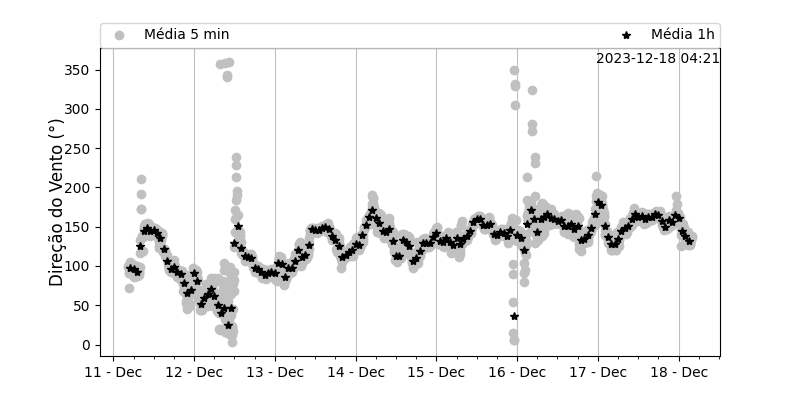 Média 5 min
Média 1h
2023-12-18 04:21
Direção do Vento (°)
350
300
250
200
150
100
50
0
11 - Dec
12 - Dec
13 - Dec
14 - Dec
15 - Dec
16 - Dec
17 - Dec
18 - Dec